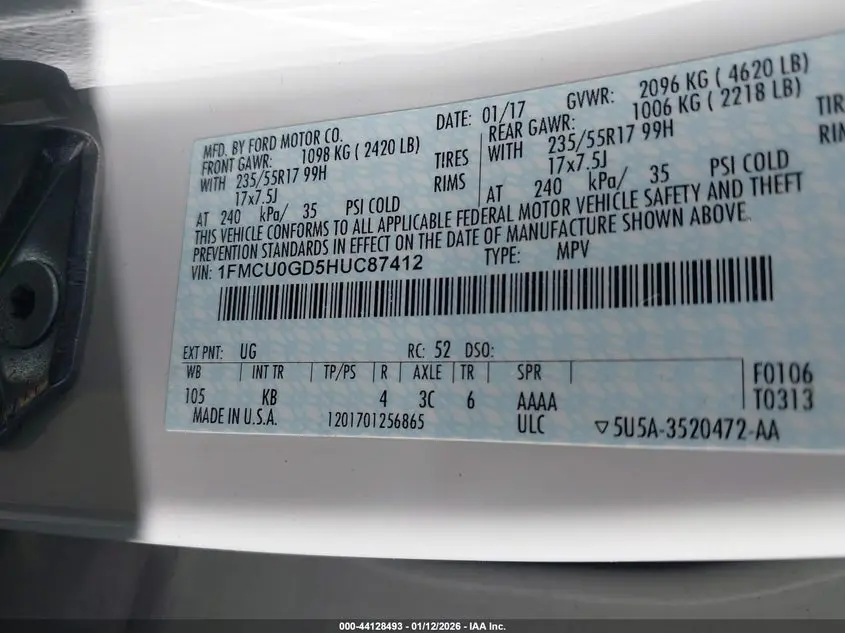 MFD. BY FORD MOTOR CO.
DATE: 01/17
GVWR: 2096 KG ( 4620 LB)
FRONT GAWR: 1098 KG ( 2420 LB)
REAR GAWR: 1006 KG ( 2218 LB)
WITH 235/55R17 99H TIRES
WITH 235/55R17 99H TIR
17x7.5J RIMS
17x7.5J RIM
AT 240 kPa/ 35 PSI COLD
AT 240 kPa/ 35 PSI COLD
THIS VEHICLE CONFORMS TO ALL APPLICABLE FEDERAL MOTOR VEHICLE SAFETY AND THEFT
PREVENTION STANDARDS IN EFFECT ON THE DATE OF MANUFACTURE SHOWN ABOVE.
VIN: 1FMCU0GD5HUC87412 TYPE: MPV
EXT PNT: UG RC: 52 DSO:
WB INT TR TP/PS R AXLE TR SPR F0106
105 KB 4 3C 6 AAAA T0313
MADE IN U.S.A. 1201701256865 ULC ▽5U5A-3520472-AA
000-44128493 - 01/12/2026 - IAA Inc.